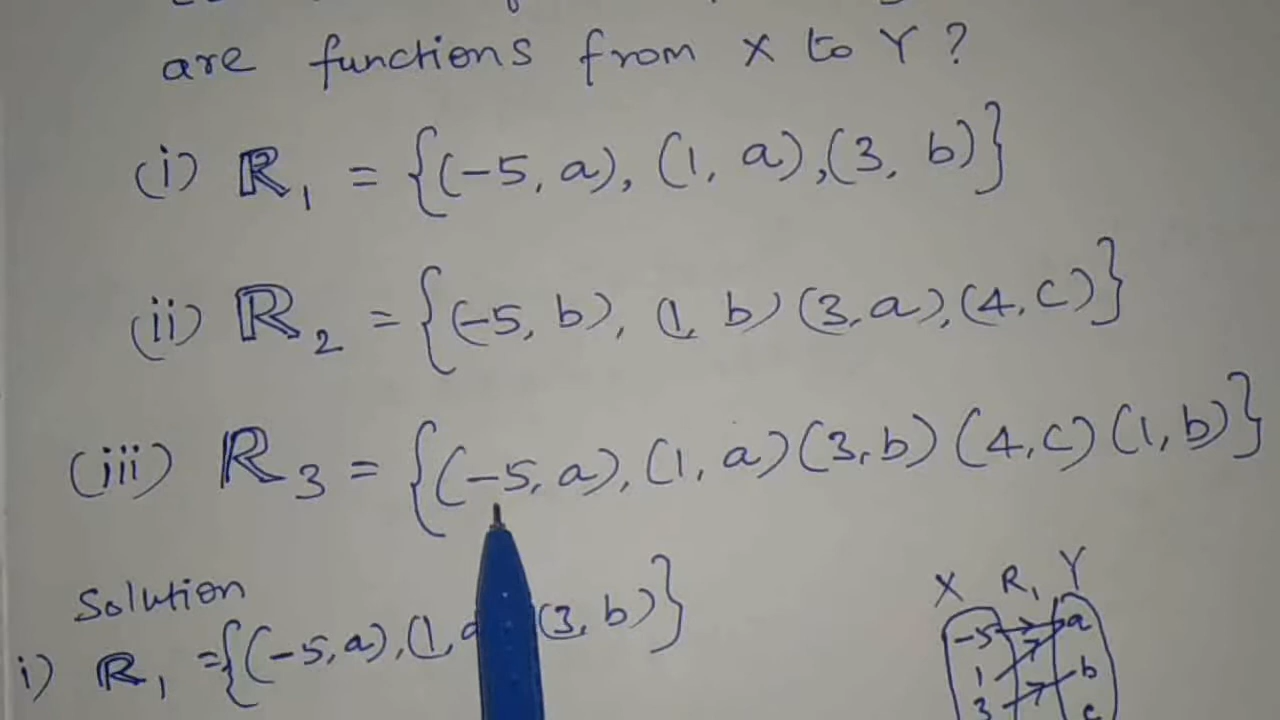 are functions from X to Y?
(i) ℝ₁ = {(-5, a), (1, a), (3, b)}
(ii) ℝ₂ = {(-5, b), (1, b) (3, a), (4, c)}
(iii) ℝ₃ = {(-5, a), (1, a) (3, b) (4, c) (1, b)}
Solution
i) ℝ₁ = {(-5, a), (1, (3, b)}
X R₁ Y
-5 a
1 b
3 c